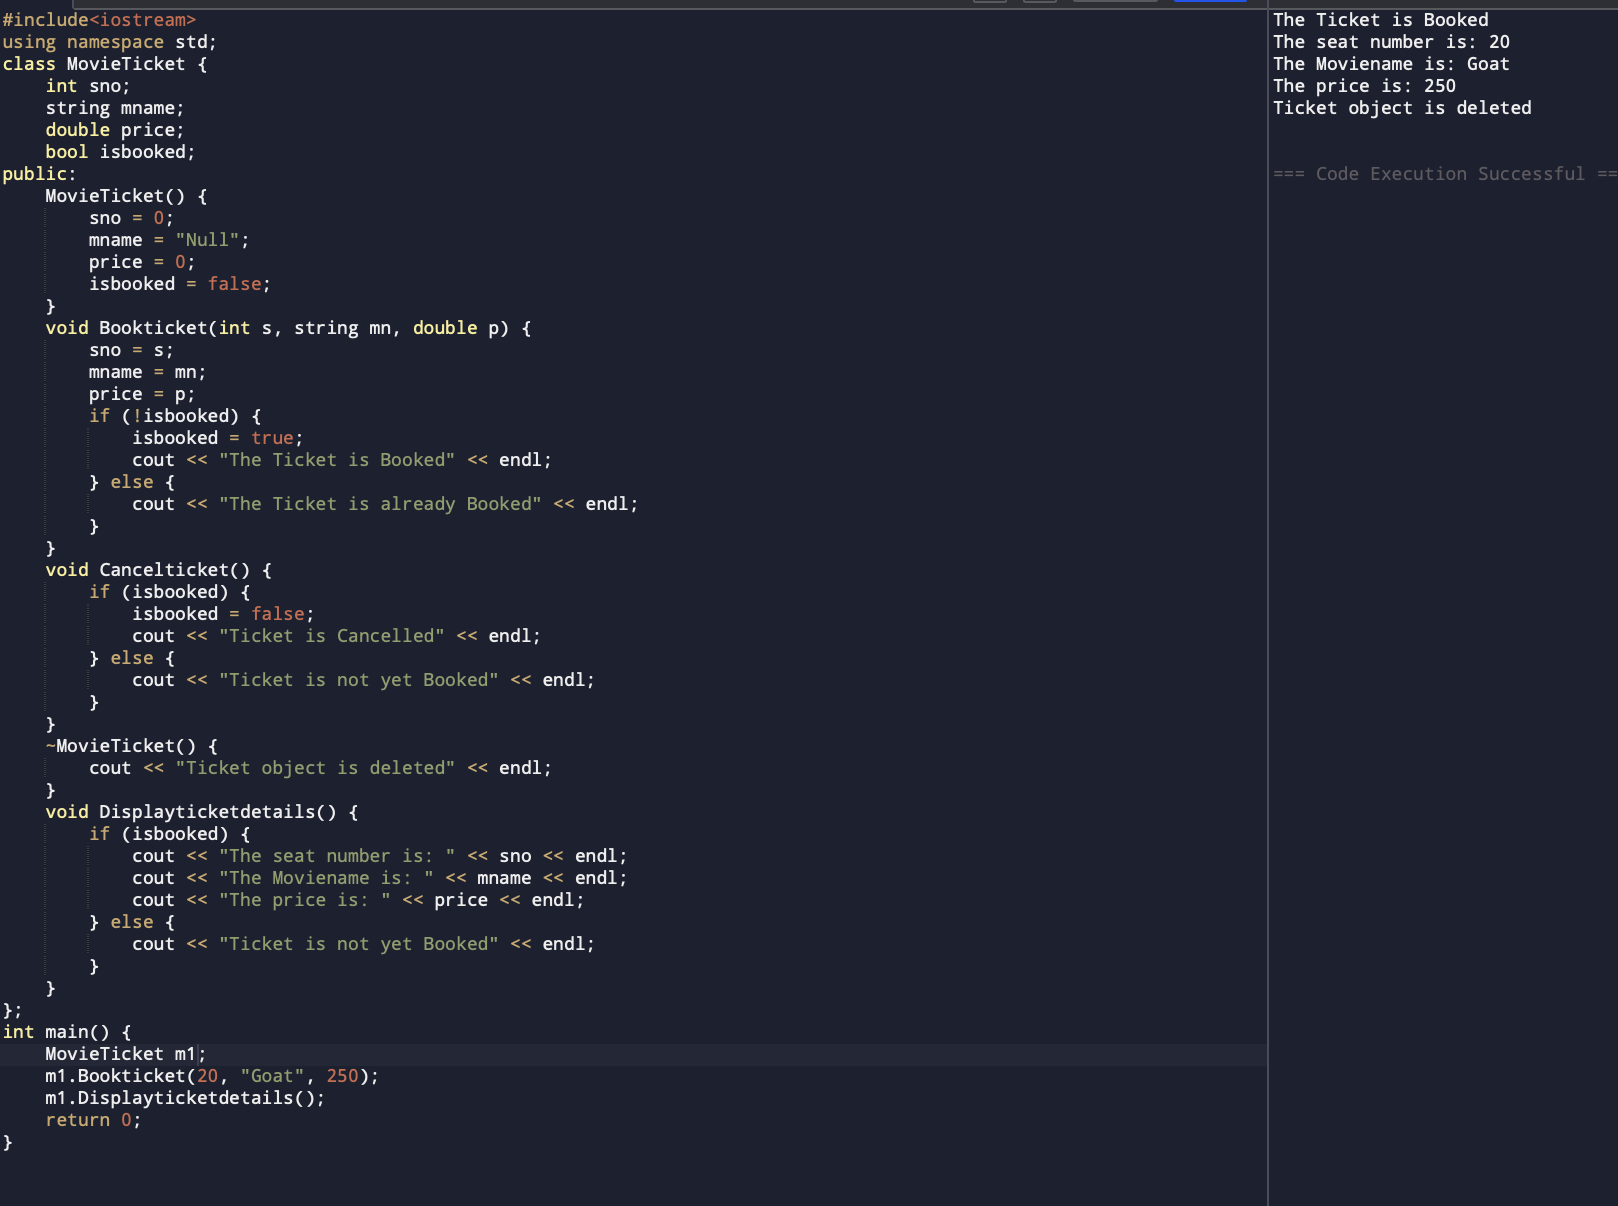 #include<iostream>
using namespace std;
class MovieTicket {
    int sno;
    string mname;
    double price;
    bool isbooked;
public:
    MovieTicket() {
        sno = 0;
        mname = "Null";
        price = 0;
        isbooked = false;
    }
    void Bookticket(int s, string mn, double p) {
        sno = s;
        mname = mn;
        price = p;
        if (!isbooked) {
            isbooked = true;
            cout << "The Ticket is Booked" << endl;
        } else {
            cout << "The Ticket is already Booked" << endl;
        }
    }
    void Cancelticket() {
        if (isbooked) {
            isbooked = false;
            cout << "Ticket is Cancelled" << endl;
        } else {
            cout << "Ticket is not yet Booked" << endl;
        }
    }
    ~MovieTicket() {
        cout << "Ticket object is deleted" << endl;
    }
    void Displayticketdetails() {
        if (isbooked) {
            cout << "The seat number is: " << sno << endl;
            cout << "The Moviename is: " << mname << endl;
            cout << "The price is: " << price << endl;
        } else {
            cout << "Ticket is not yet Booked" << endl;
        }
    }
};
int main() {
    MovieTicket m1;
    m1.Bookticket(20, "Goat", 250);
    m1.Displayticketdetails();
    return 0;
}
The Ticket is Booked
The seat number is: 20
The Moviename is: Goat
The price is: 250
Ticket object is deleted
=== Code Execution Successful ==